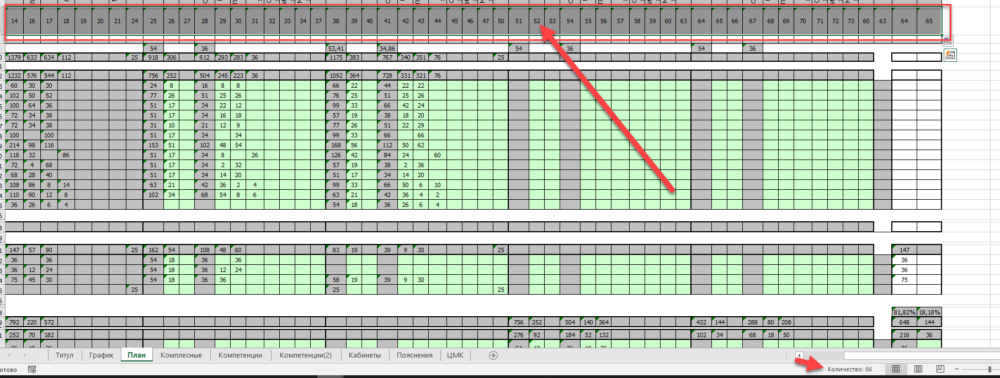 14 16 17 18 19 20 21 24 25 26 27 28 29 30 31 32 33 34 37 38 39 40 41 42 43 44 45 46 47 50 51 52 53 54 55 56 57 58 59 60 63 64 65 66 67 68 69 70 71 72 73 60 63 64 65
54 36 53,41 34,86 54 36 54 36
1379 633 634 112 25 918 306 612 293 283 36 1175 383 767 340 351 76 25
1232 576 544 112 756 252 504 245 223 36 1092 364 728 331 321 76
60 30 30 24 8 16 8 8 66 22 44 22 22
102 50 52 77 26 51 25 26 76 25 51 25 26
100 64 36 51 17 34 22 12 99 33 66 42 24
72 34 38 51 17 34 16 18 57 19 38 18 20
72 34 38 31 10 21 12 9 77 26 51 22 29
100 100 51 17 34 34 99 33 66 66
214 98 116 153 51 102 48 54 168 56 112 50 62
118 32 86 51 17 34 8 26 126 42 84 24 60
72 4 68 51 17 34 2 32 57 19 38 2 36
68 28 40 51 17 34 14 20 51 17 34 14 20
108 86 8 14 63 21 42 36 2 4 99 33 66 50 6 10
110 90 12 8 102 34 68 54 8 6 63 21 42 36 4 2
36 26 6 4 54 18 36 26 6 4
147 57 90 25 162 54 108 48 60 83 19 39 9 30 25 147
36 36 54 18 36 36 36
36 12 24 54 18 36 12 24 36
75 45 30 54 18 36 36 58 19 39 9 30 75
25 25 25
81,82% 18,18%
792 220 572 756 252 504 140 364 432 144 288 80 208 648 144
252 70 182 276 92 184 52 132 102 34 68 18 50 216 36
Титул График План Комплесные Компетенции Компетенции(2) Кабинеты Пояснения ЦМК
отово Количество: 66